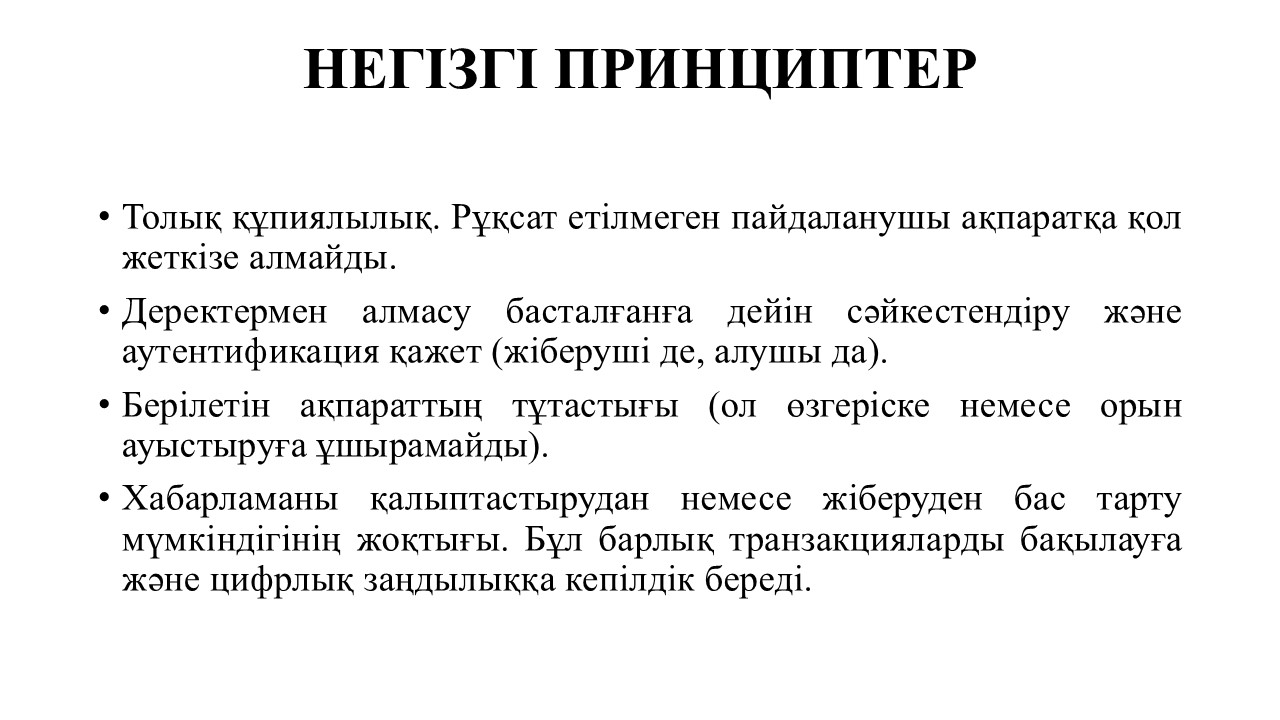 НЕГІЗГІ ПРИНЦИПТЕР
• Толық құпиялылық. Рұқсат етілмеген пайдаланушы ақпаратқа қол
жеткізе алмайды.
• Деректермен алмасу басталғанға дейін сәйкестендіру және
аутентификация қажет (жіберуші де, алушы да).
• Берілетін ақпараттың тұтастығы (ол өзгеріске немесе орын
ауыстыруға ұшырамайды).
• Хабарламаны қалыптастырудан немесе жіберуден бас тарту
мүмкіндігінің жоқтығы. Бұл барлық транзакцияларды бақылауға
және цифрлық заңдылыққа кепілдік береді.